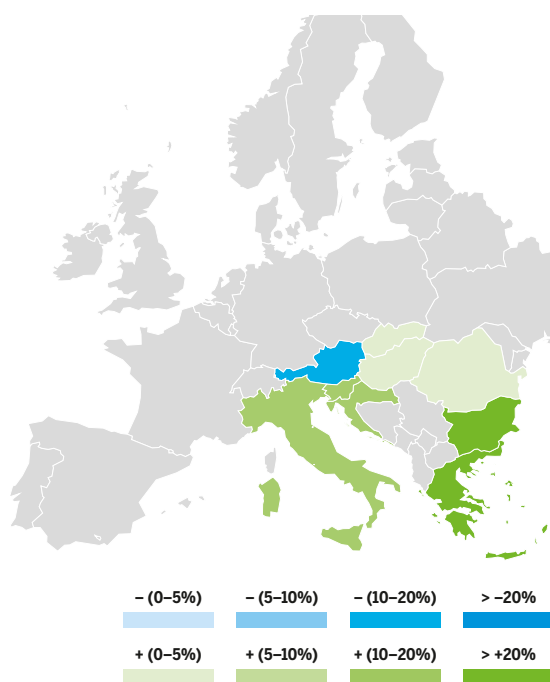 – (0–5%) – (5–10%) – (10–20%) > –20%
+ (0–5%) + (5–10%) + (10–20%) > +20%